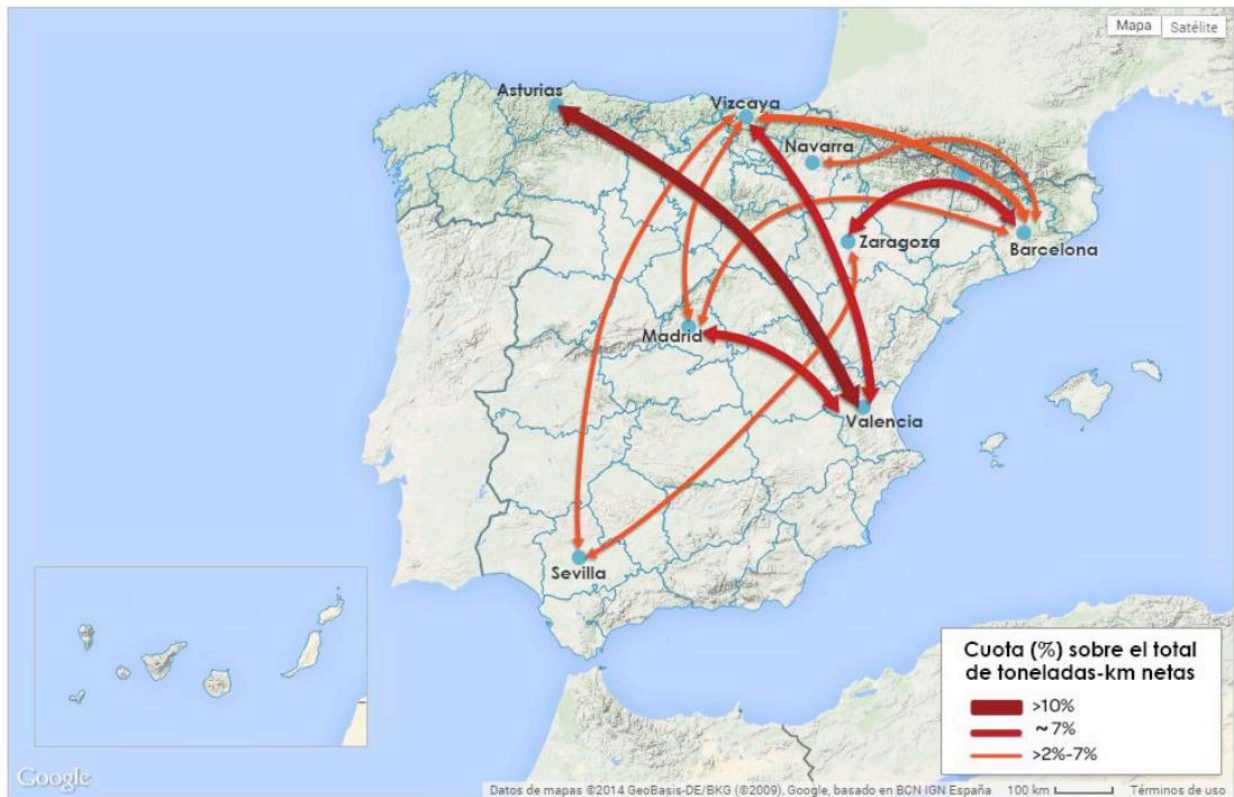 Mapa
Satélite
Asturias
Vizcaya
Navarra
Zaragoza
Barcelona
Madrid
Valencia
Sevilla
Cuota (%) sobre el total
de toneladas-km netas
>10%
~7%
>2%-7%
Google
Datos de mapas ©2014 GeoBasis-DE/BKG (©2009), Google, basado en BCN IGN España
100 km
Términos de uso